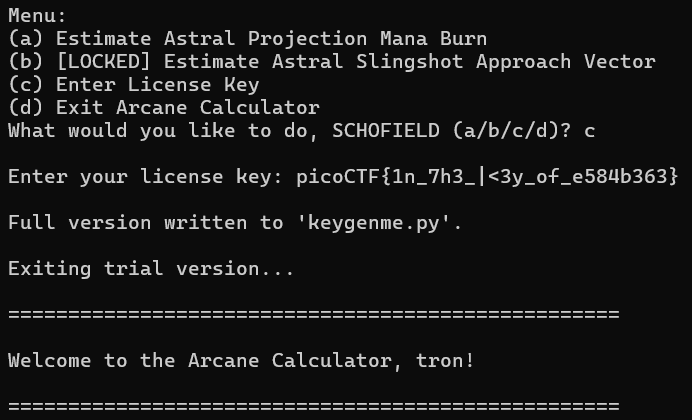 Menu:
(a) Estimate Astral Projection Mana Burn
(b) [LOCKED] Estimate Astral Slingshot Approach Vector
(c) Enter License Key
(d) Exit Arcane Calculator
What would you like to do, SCHOFIELD (a/b/c/d)? c
Enter your license key: picoCTF{1n_7h3_|<3y_of_e584b363}
Full version written to 'keygenme.py'.
Exiting trial version...
===================================================
Welcome to the Arcane Calculator, tron!
===================================================